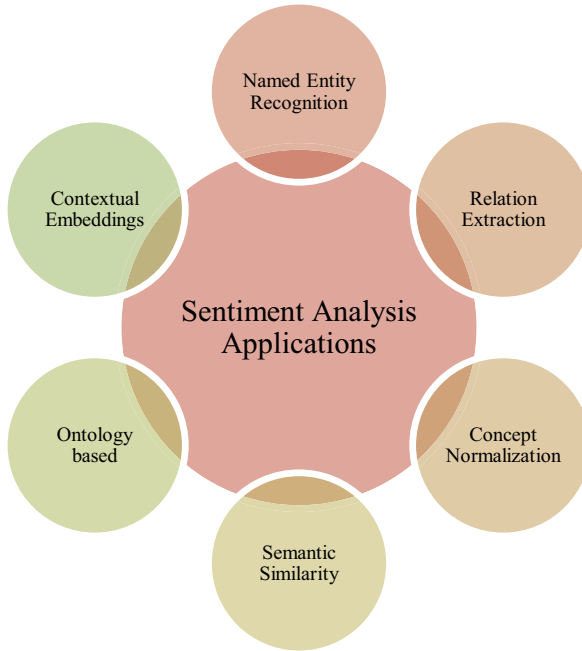 Named Entity
Recognition
Contextual
Embeddings
Relation
Extraction
Sentiment Analysis
Applications
Ontology
based
Concept
Normalization
Semantic
Similarity